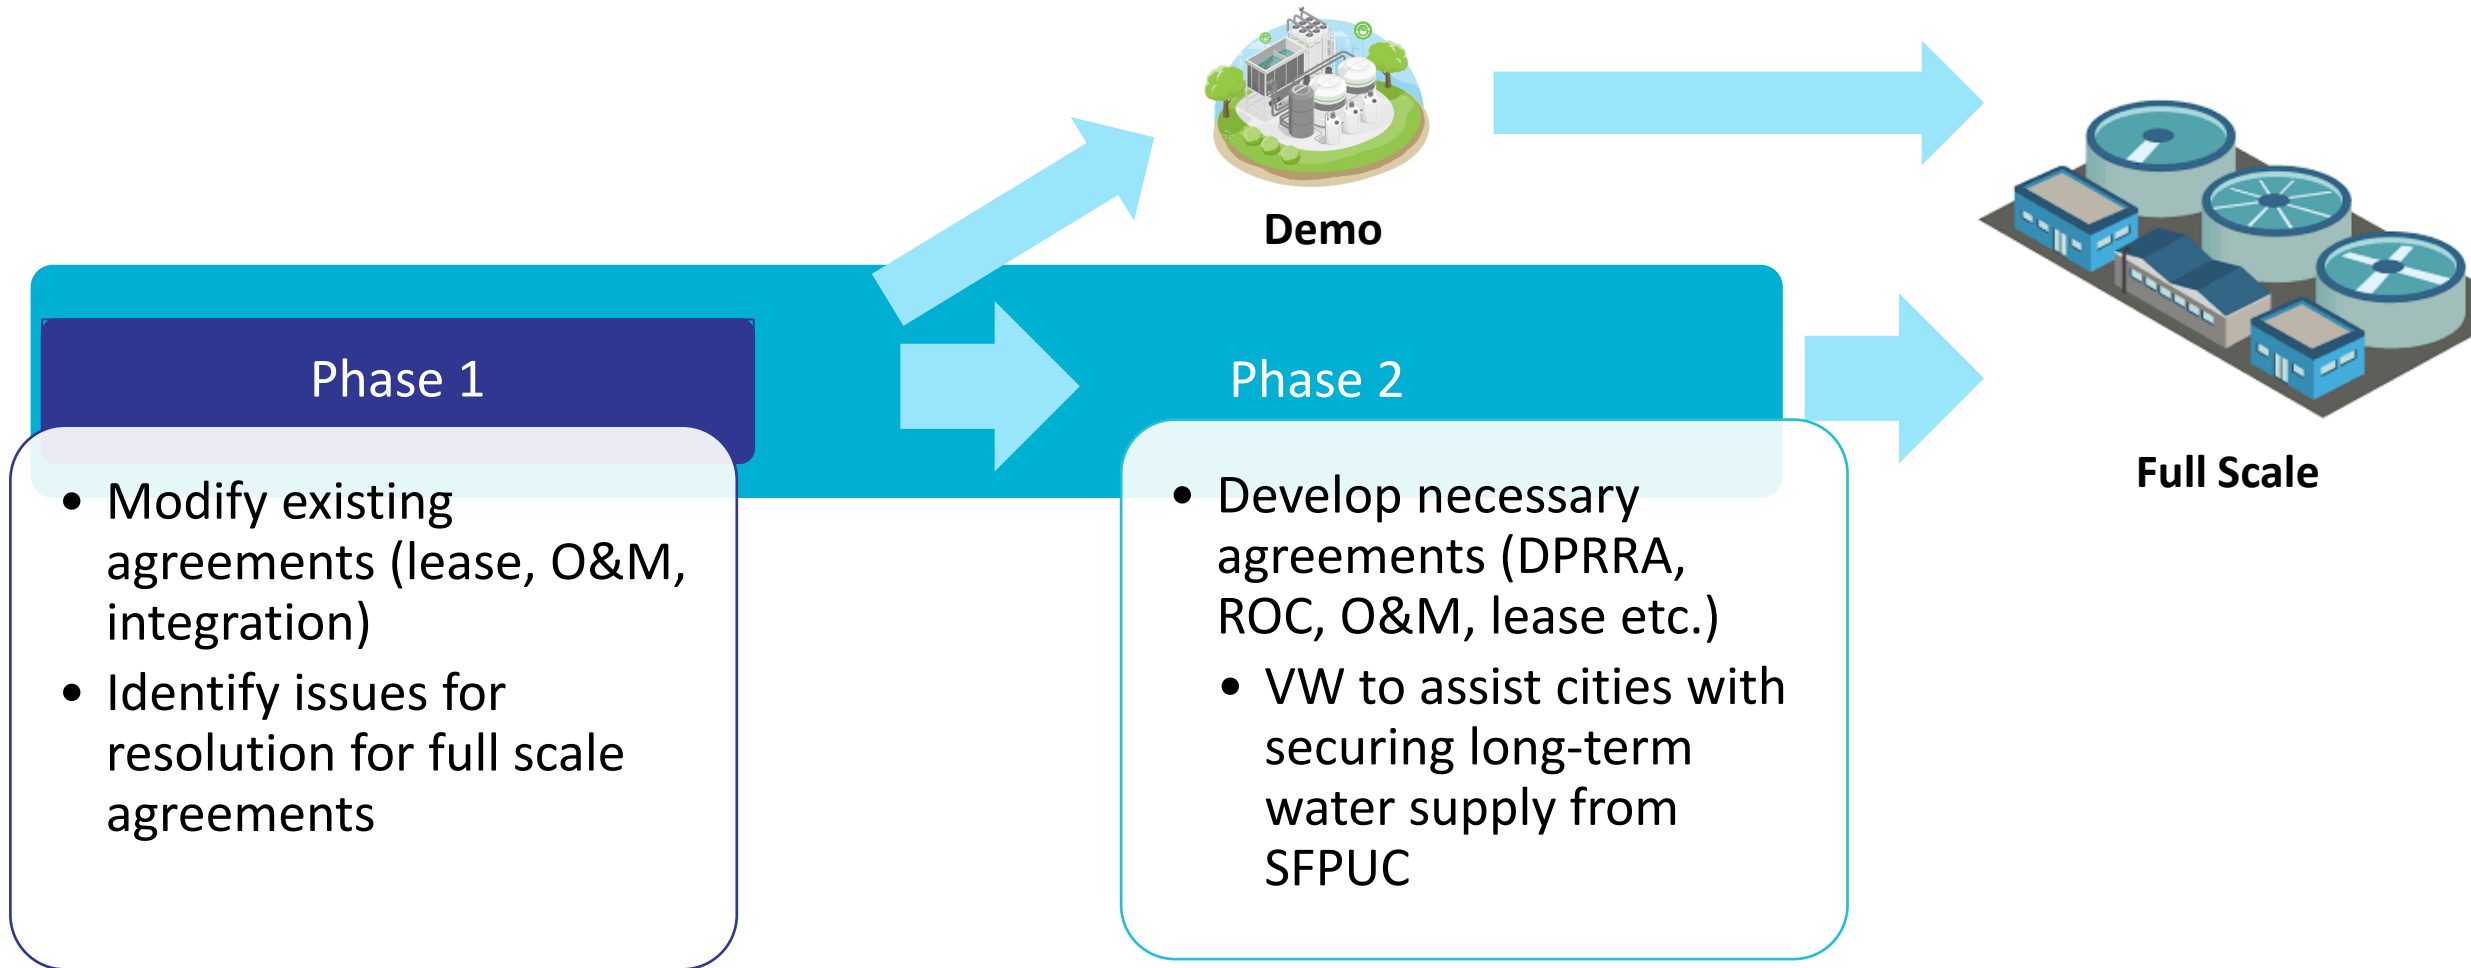 Demo
Phase 1
• Modify existing
agreements (lease, O&M,
integration)
• Identify issues for
resolution for full scale
agreements
Phase 2
• Develop necessary
agreements (DPRRA,
ROC, O&M, lease etc.)
• VW to assist cities with
securing long-term
water supply from
SFPUC
Full Scale